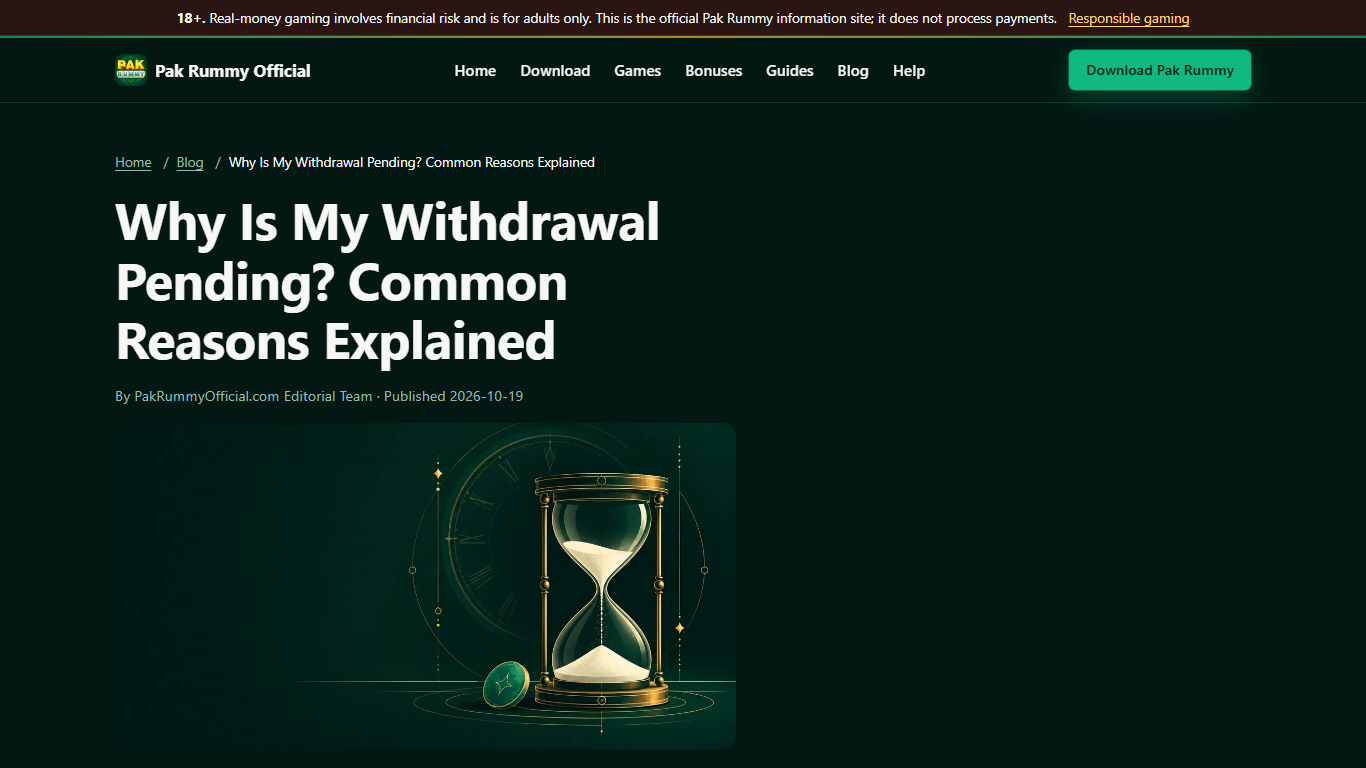 18+. Real-money gaming involves financial risk and is for adults only. This is the official Pak Rummy information site; it does not process payments. Responsible gaming
PAK
RUMMY
Pak Rummy Official
Home Download Games Bonuses Guides Blog Help
Download Pak Rummy
Home / Blog / Why Is My Withdrawal Pending? Common Reasons Explained
Why Is My Withdrawal
Pending? Common
Reasons Explained
By PakRummyOfficial.com Editorial Team · Published 2026-10-19